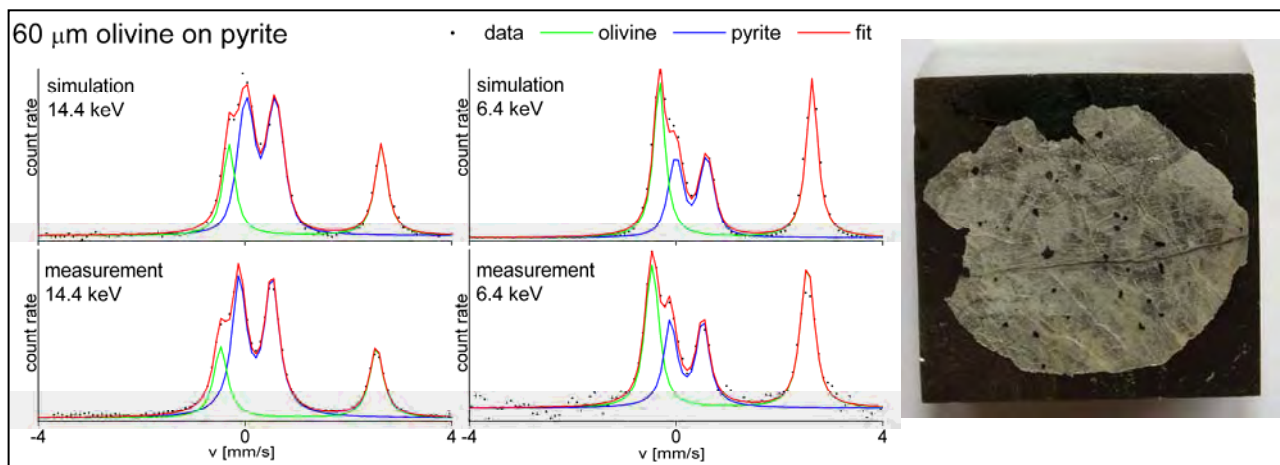 60 μm olivine on pyrite
data olivine pyrite fit
simulation
14.4 keV
count rate
simulation
6.4 keV
count rate
measurement
14.4 keV
count rate
-4 0 4
v [mm/s]
measurement
6.4 keV
count rate
-4 0 4
v [mm/s]